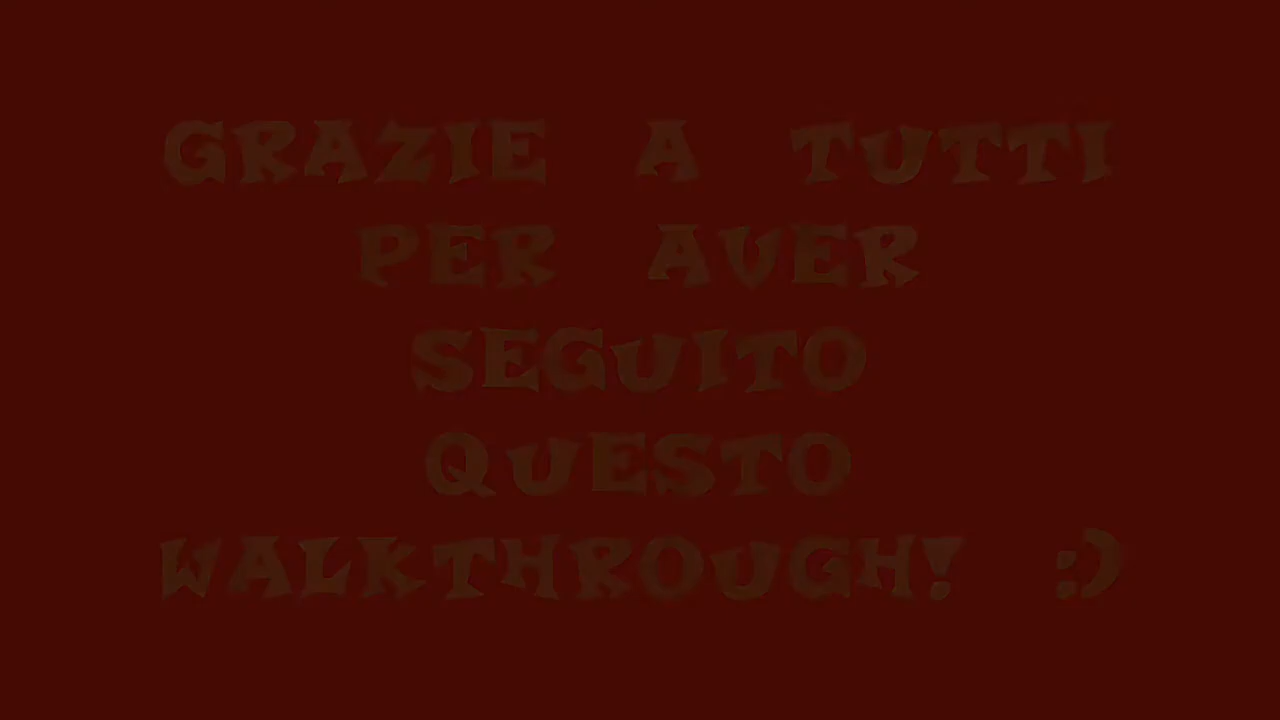 GRAZIE A TUTTI
PER AVER
SEGUITO
QUESTO
WALKTHROUGH! :)